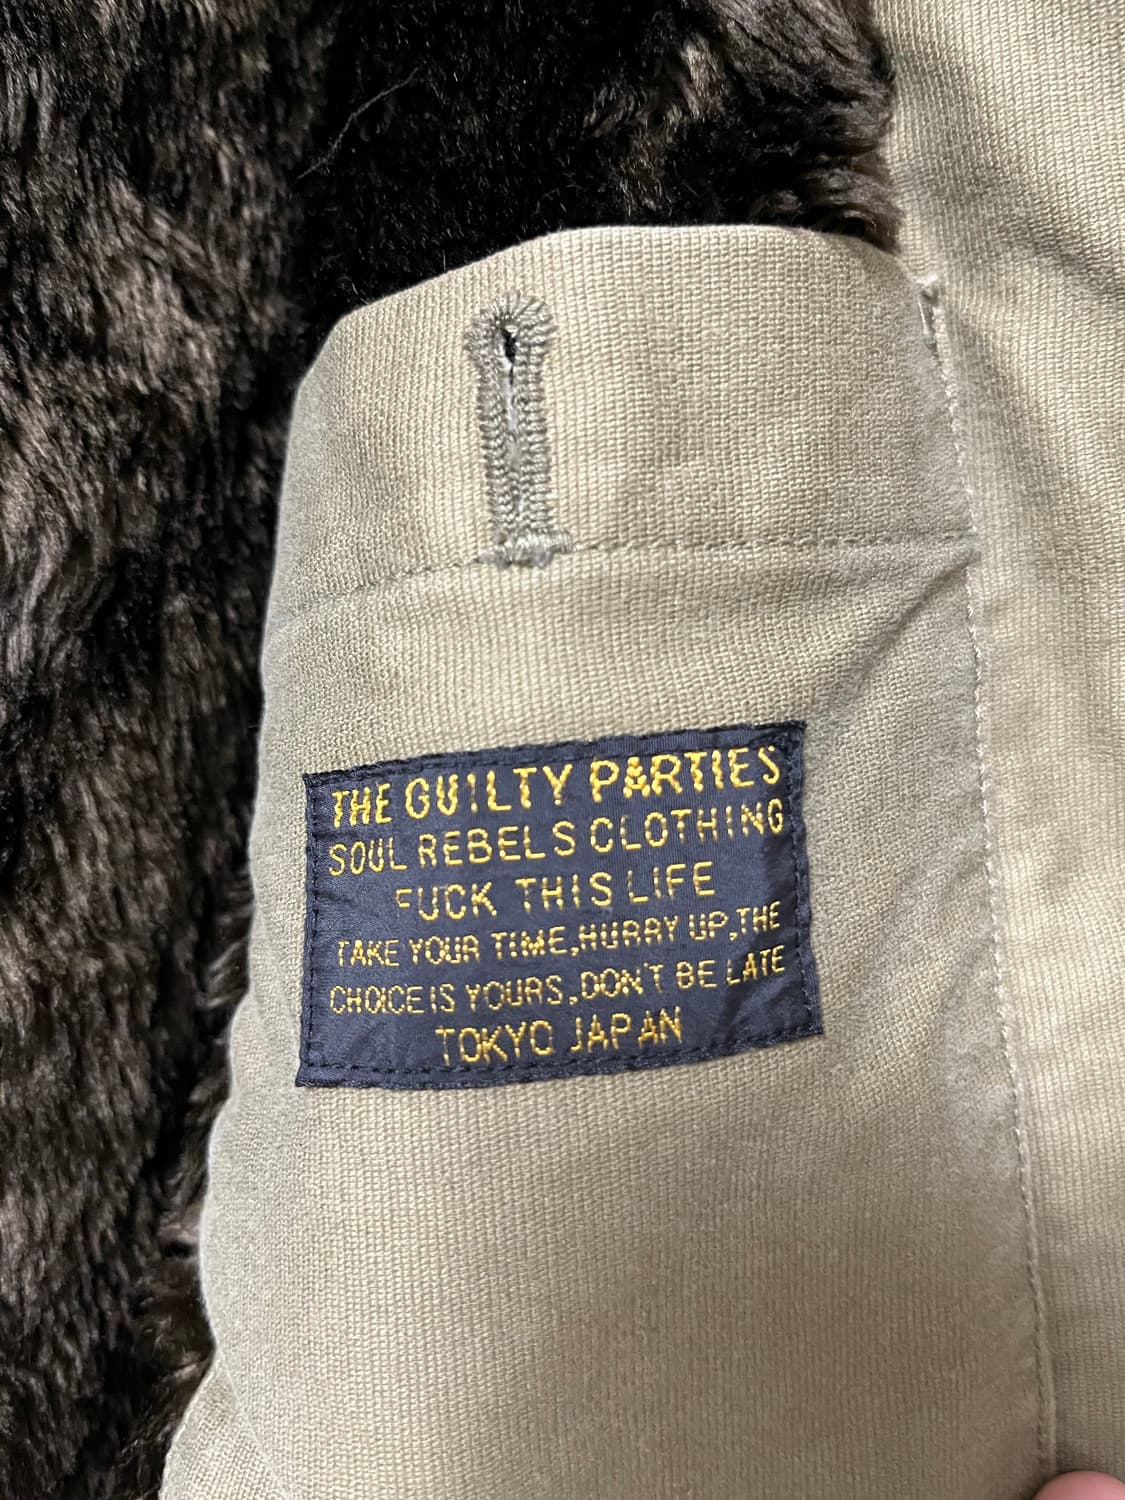 THE GUILTY PARTIES
SOUL REBELS CLOTHING
FUCK THIS LIFE
TAKE YOUR TIME,HURRY UP,THE
CHOICE IS YOURS,DON'T BE LATE
TOKYO JAPAN